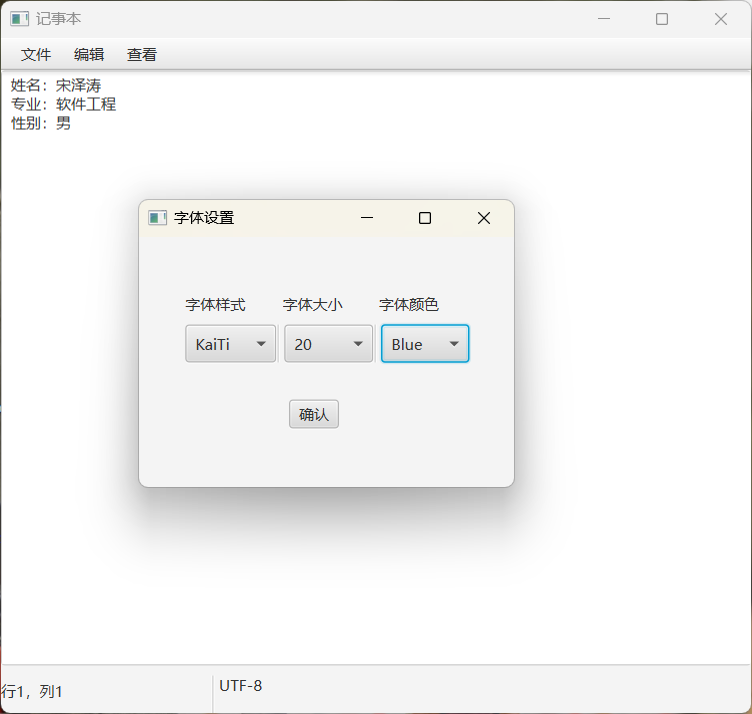 记事本
文件 编辑 查看
姓名：宋泽涛
专业：软件工程
性别：男
字体设置
字体样式 字体大小 字体颜色
KaiTi 20 Blue
确认
行1，列1 UTF-8